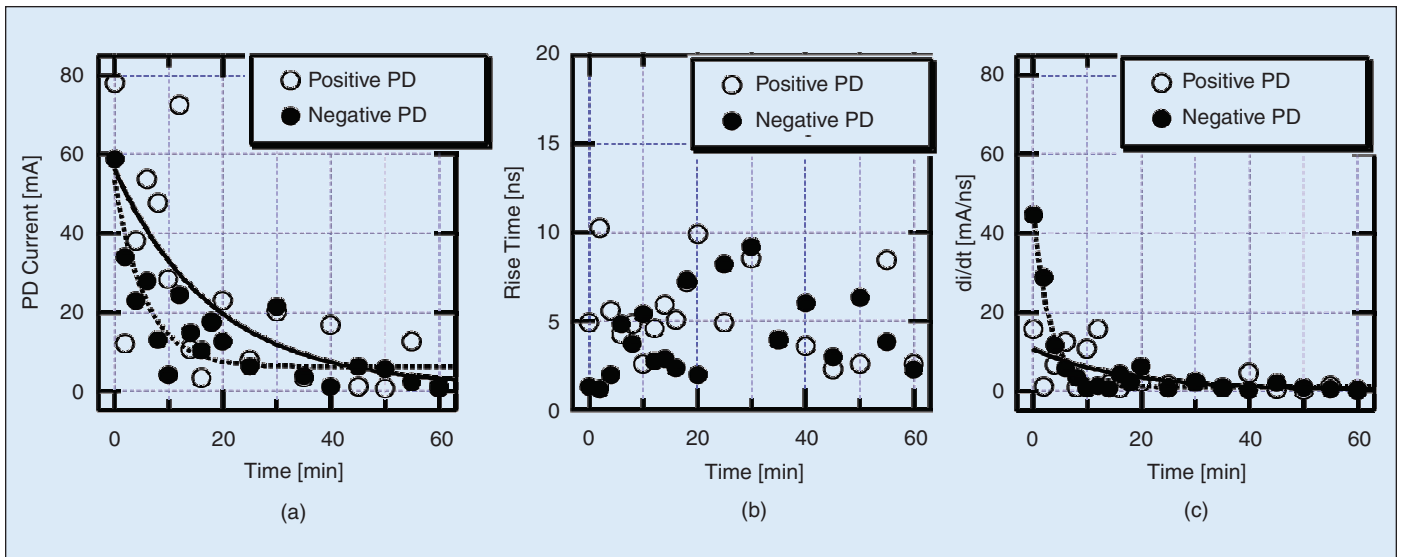 80
60
40
20
0
PD Current [mA]
Positive PD
Negative PD
0 20 40 60
Time [min]
(a)
20
15
10
5
0
Rise Time [ns]
Positive PD
Negative PD
0 20 40 60
Time [min]
(b)
80
60
40
20
0
di/dt [mA/ns]
Positive PD
Negative PD
0 20 40 60
Time [min]
(c)